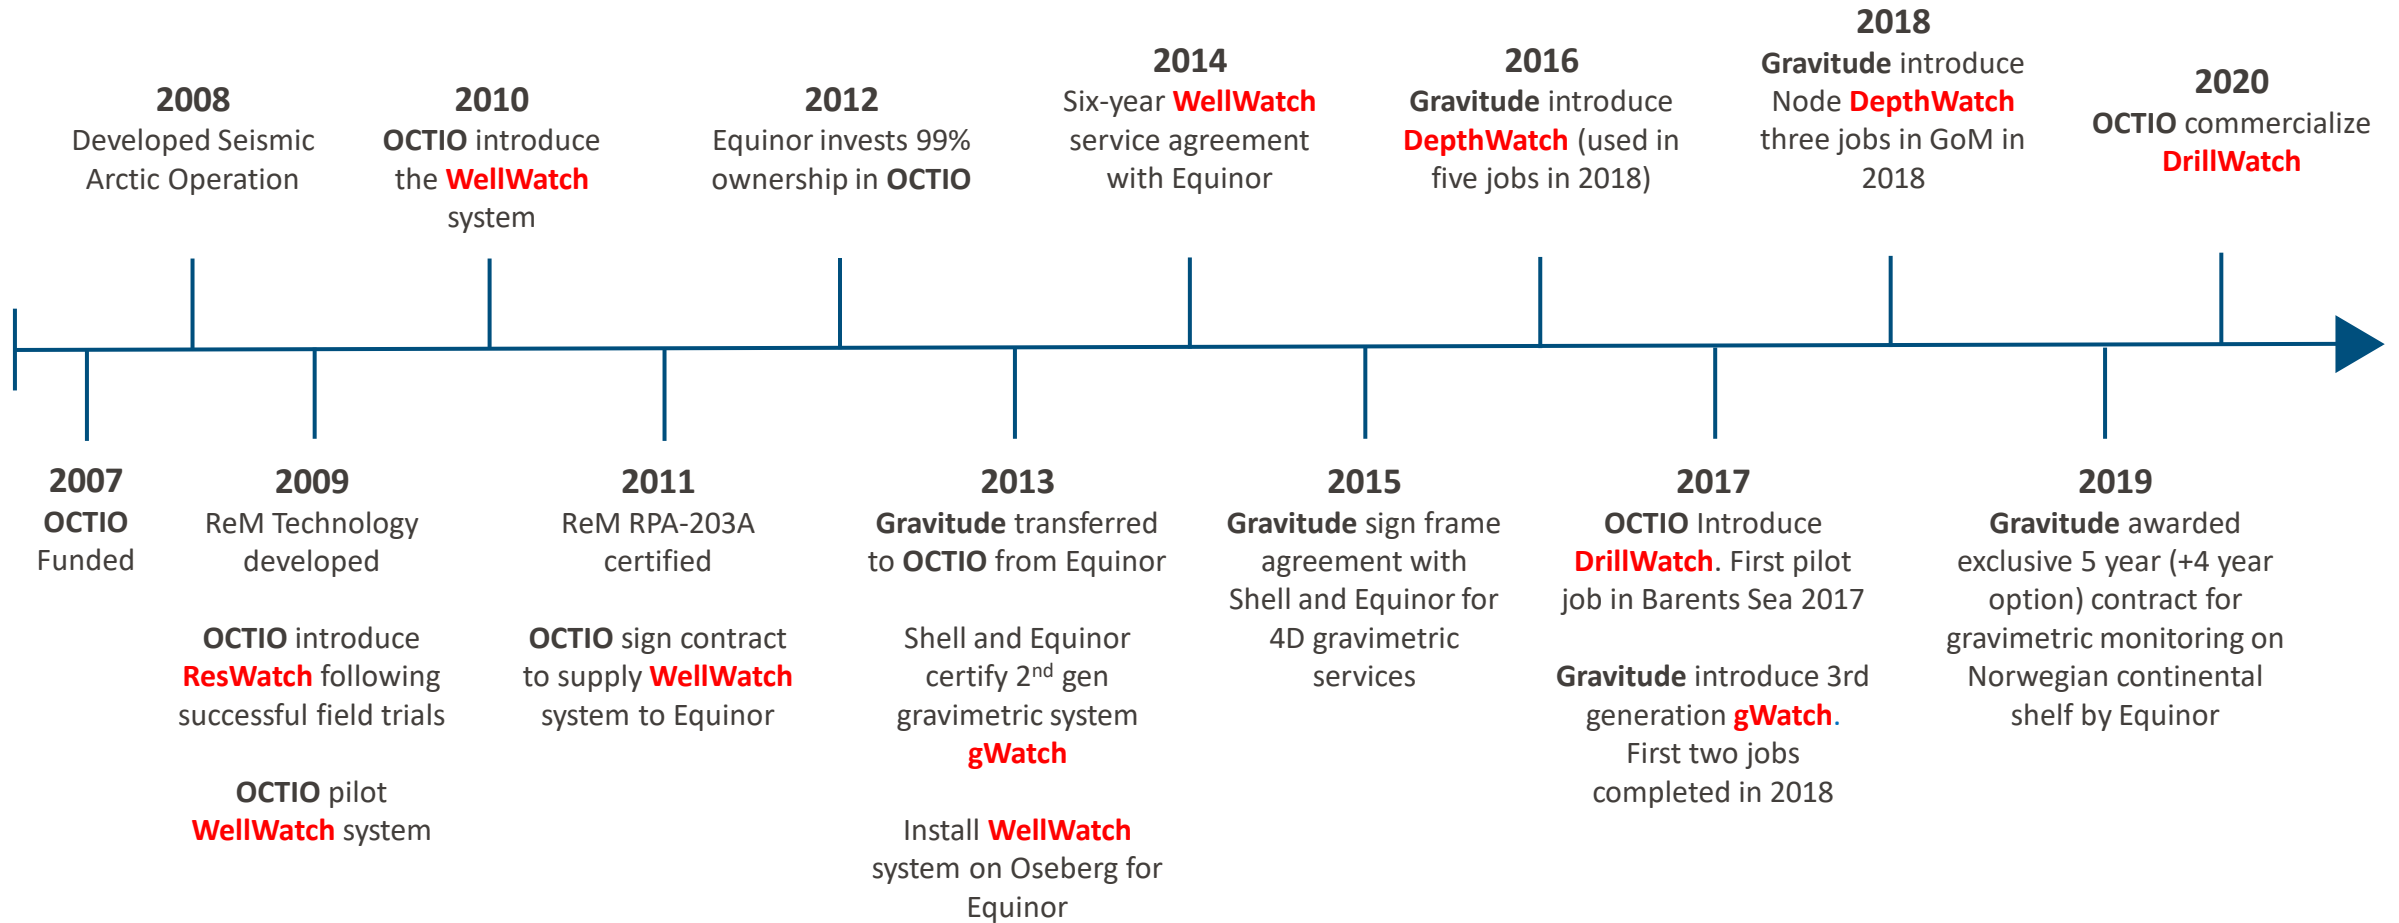 2008
Developed Seismic
Arctic Operation
2010
OCTIO introduce
the WellWatch
system
2012
Equinor invests 99%
ownership in OCTIO
2014
Six-year WellWatch
service agreement
with Equinor
2016
Gravitude introduce
DepthWatch (used in
five jobs in 2018)
2018
Gravitude introduce
Node DepthWatch
three jobs in GoM in
2018
2020
OCTIO commercialize
DrillWatch
2007
OCTIO
Funded
2009
ReM Technology
developed
OCTIO introduce
ResWatch following
successful field trials
OCTIO pilot
WellWatch system
2011
ReM RPA-203A
certified
OCTIO sign contract
to supply WellWatch
system to Equinor
2013
Gravitude transferred
to OCTIO from Equinor
Shell and Equinor
certify 2nd gen
gravimetric system
gWatch
Install WellWatch
system on Oseberg for
Equinor
2015
Gravitude sign frame
agreement with
Shell and Equinor for
4D gravimetric
services
2017
OCTIO Introduce
DrillWatch. First pilot
job in Barents Sea 2017
Gravitude introduce 3rd
generation gWatch.
First two jobs
completed in 2018
2019
Gravitude awarded
exclusive 5 year (+4 year
option) contract for
gravimetric monitoring on
Norwegian continental
shelf by Equinor